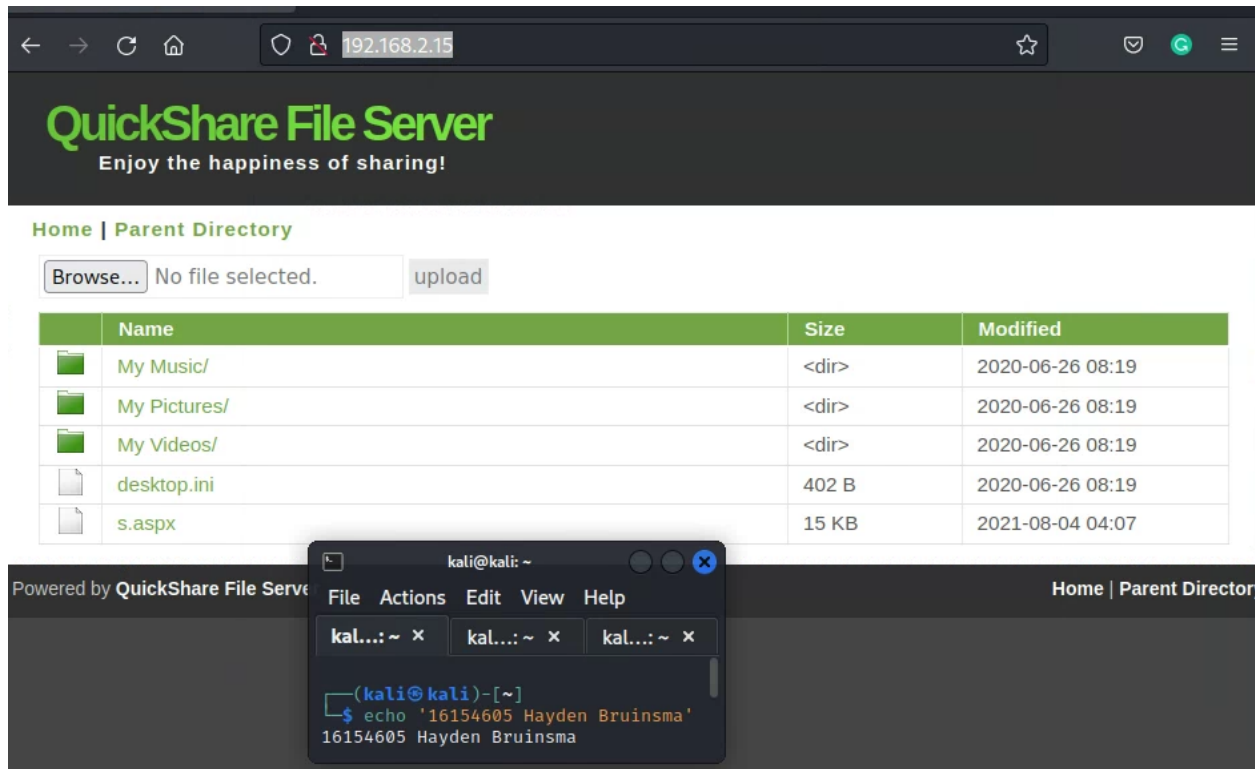 192.168.2.15
QuickShare File Server
Enjoy the happiness of sharing!
Home | Parent Directory
Browse... No file selected. upload
Name Size Modified
My Music/ <dir> 2020-06-26 08:19
My Pictures/ <dir> 2020-06-26 08:19
My Videos/ <dir> 2020-06-26 08:19
desktop.ini 402 B 2020-06-26 08:19
s.aspx 15 KB 2021-08-04 04:07
Powered by QuickShare File Serve Home | Parent Director
kali@kali: ~
File Actions Edit View Help
kal...: ~ × kal...: ~ × kal...: ~ ×
┌──(kali㉿kali)-[~]
└─$ echo '16154605 Hayden Bruinsma'
16154605 Hayden Bruinsma